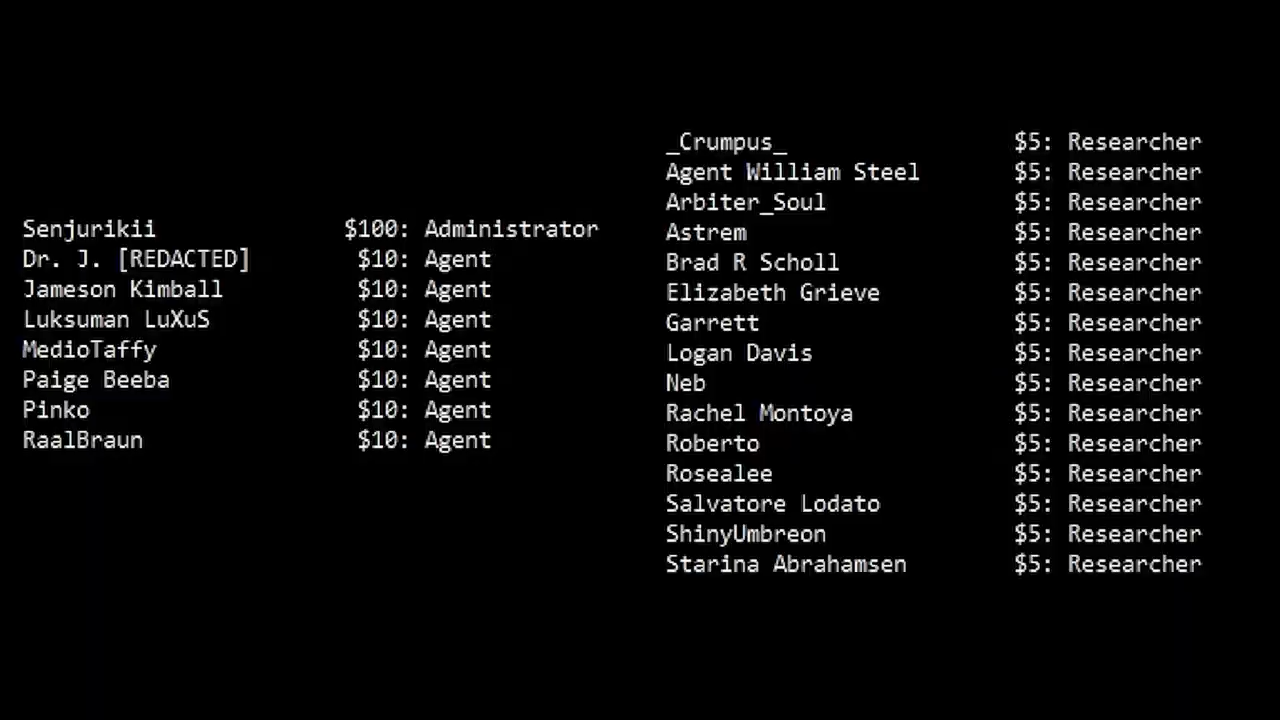 Senjurikii $100: Administrator
Dr. J. [REDACTED] $10: Agent
Jameson Kimball $10: Agent
Luksuman LuXuS $10: Agent
MedioTaffy $10: Agent
Paige Beeba $10: Agent
Pinko $10: Agent
RaalBraun $10: Agent
_Crumpus_ $5: Researcher
Agent William Steel $5: Researcher
Arbiter_Soul $5: Researcher
Astrem $5: Researcher
Brad R Scholl $5: Researcher
Elizabeth Grieve $5: Researcher
Garrett $5: Researcher
Logan Davis $5: Researcher
Neb $5: Researcher
Rachel Montoya $5: Researcher
Roberto $5: Researcher
Rosealee $5: Researcher
Salvatore Lodato $5: Researcher
ShinyUmbreon $5: Researcher
Starina Abrahamsen $5: Researcher